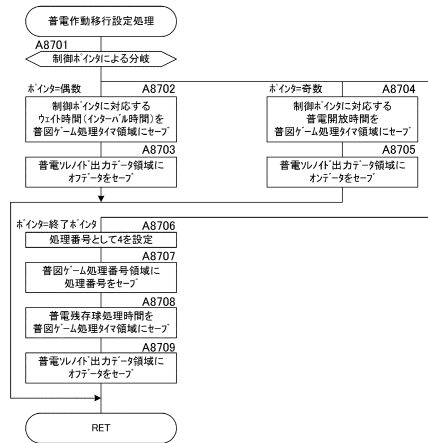 普電作動移行設定処理
A8701
制御ポインタによる分岐
ポインタ=偶数
A8702
制御ポインタに対応する
ウェイト時間(インターバル時間)を
普図ゲーム処理タイマ領域にセーブ
A8703
普電ソレノイド出力データ領域に
オフデータをセーブ
ポインタ=奇数
A8704
制御ポインタに対応する
普電開放時間を
普図ゲーム処理タイマ領域にセーブ
A8705
普電ソレノイド出力データ領域に
オンデータをセーブ
ポインタ=終了ポインタ
A8706
処理番号として4を設定
A8707
普図ゲーム処理番号領域に
処理番号をセーブ
A8708
普電残存球処理時間を
普図ゲーム処理タイマ領域にセーブ
A8709
普電ソレノイド出力データ領域に
オフデータをセーブ
RET